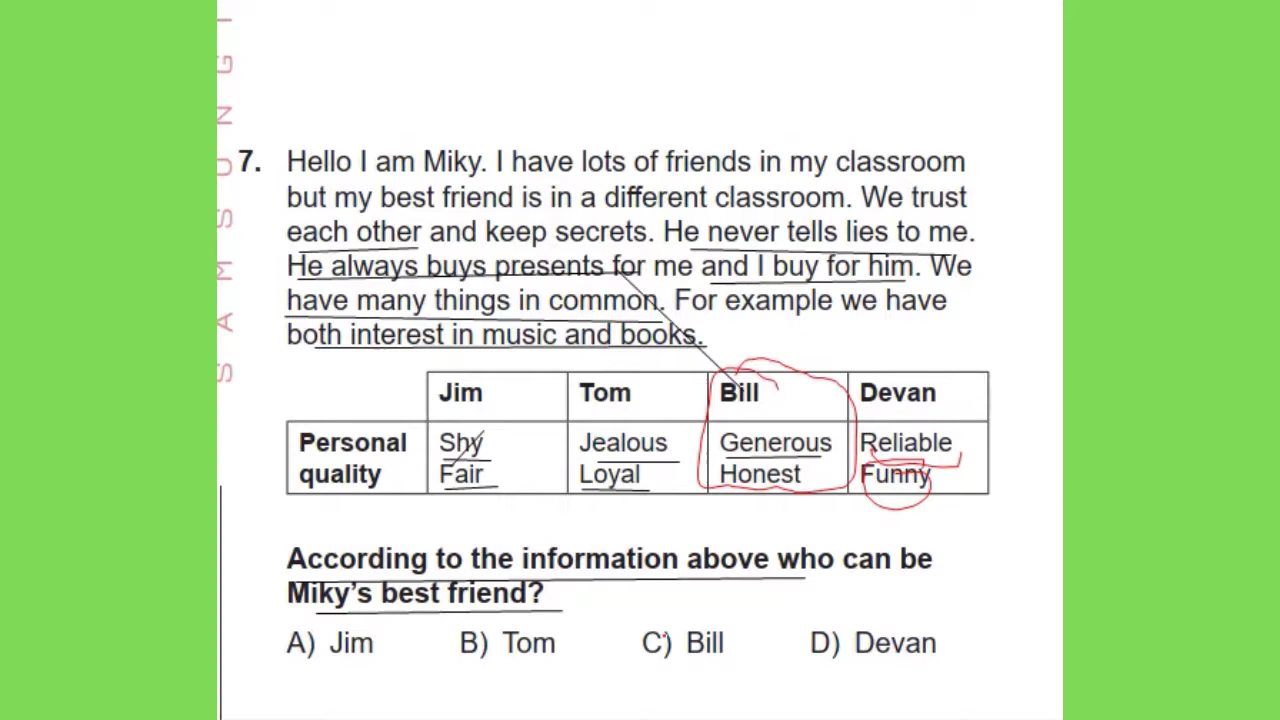 S A M S U N G
7. Hello I am Miky. I have lots of friends in my classroom
but my best friend is in a different classroom. We trust
each other and keep secrets. He never tells lies to me.
He always buys presents for me and I buy for him. We
have many things in common. For example we have
both interest in music and books.
Jim Tom Bill Devan
Personal Shy Jealous Generous Reliable
quality Fair Loyal Honest Funny
According to the information above who can be
Miky's best friend?
A) Jim B) Tom C) Bill D) Devan